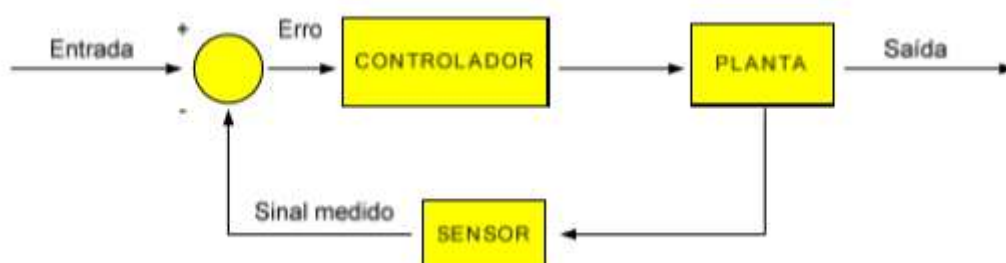 +
Entrada
Erro
CONTROLADOR
PLANTA
Saída
-
Sinal medido
SENSOR